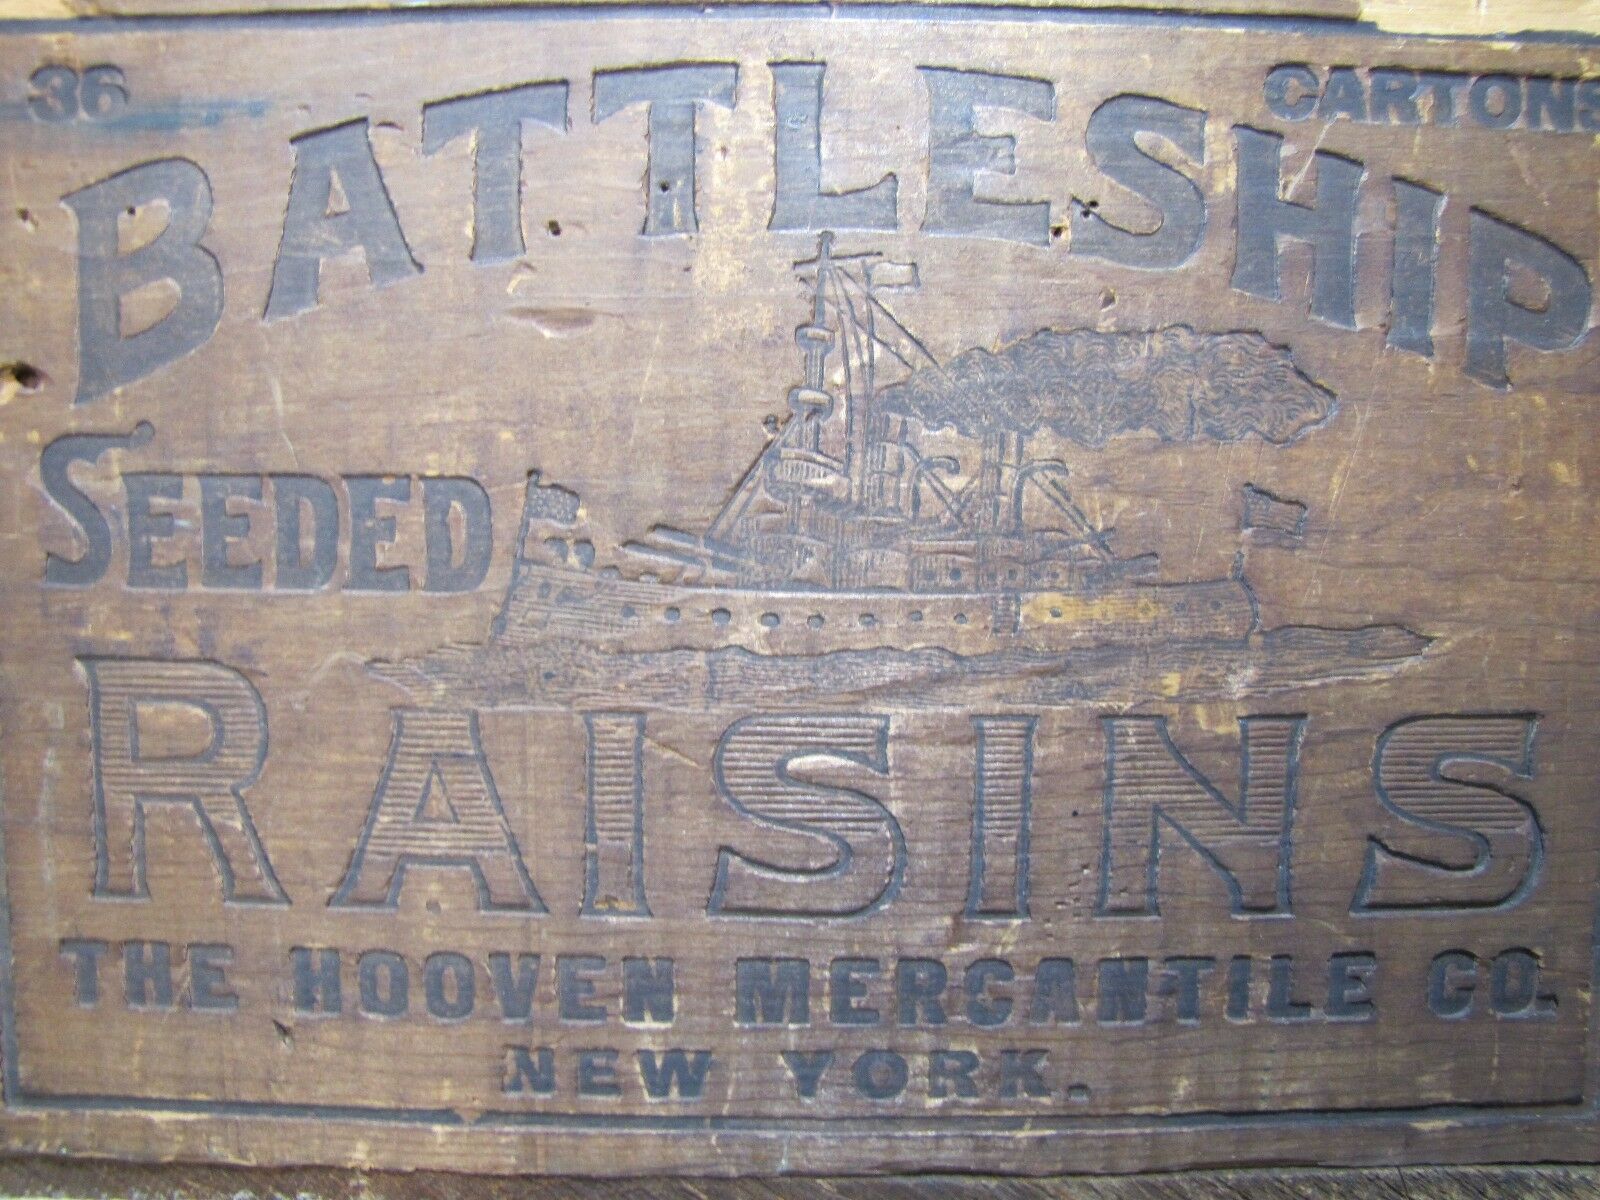 36 CARTONS
BATTLESHIP
SEEDED
RAISINS
THE HOOVEN MERCANTILE CO.
NEW YORK.